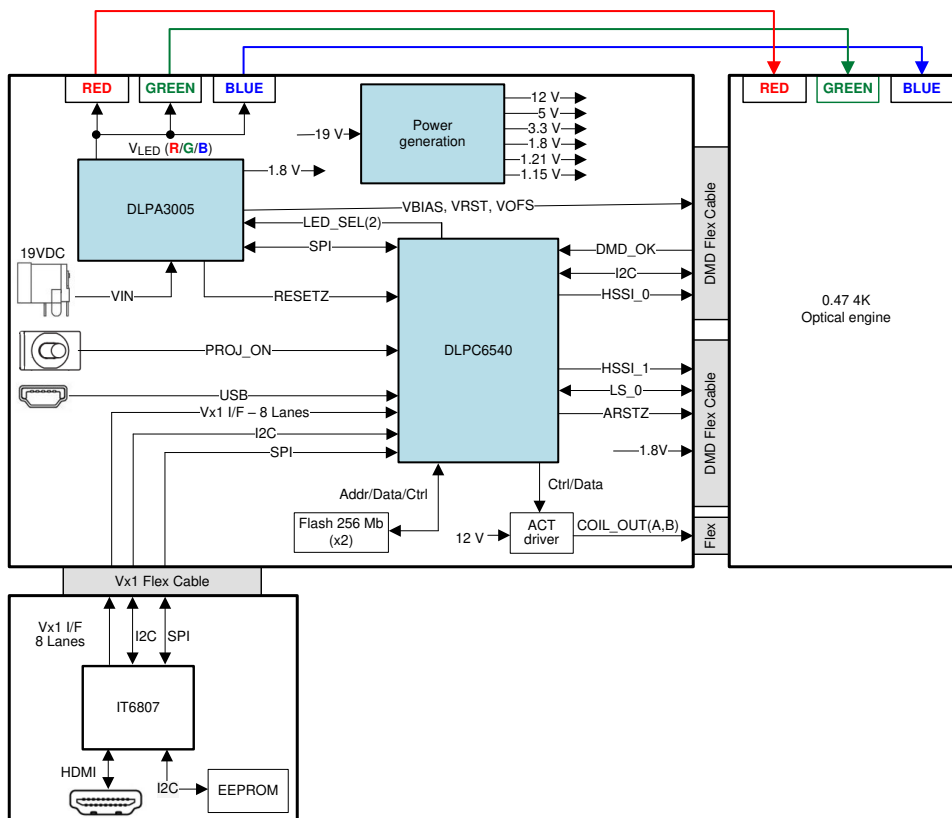 RED
GREEN
BLUE
RED
GREEN
BLUE
VLED (R/G/B)
19 V
Power
generation
12 V
5 V
3.3 V
1.8 V
1.21 V
1.15 V
DLPA3005
1.8 V
VBIAS, VRST, VOFS
LED_SEL(2)
SPI
19VDC
VIN
RESETZ
PROJ_ON
USB
Vx1 I/F – 8 Lanes
I2C
SPI
DLPC6540
DMD_OK
I2C
HSSI_0
HSSI_1
LS_0
ARSTZ
1.8V
DMD Flex Cable
DMD Flex Cable
Flex
0.47 4K
Optical engine
Addr/Data/Ctrl
Ctrl/Data
Flash 256 Mb
(x2)
12 V
ACT
driver
COIL_OUT(A,B)
Vx1 Flex Cable
Vx1 I/F
8 Lanes
I2C
SPI
IT6807
HDMI
I2C
EEPROM